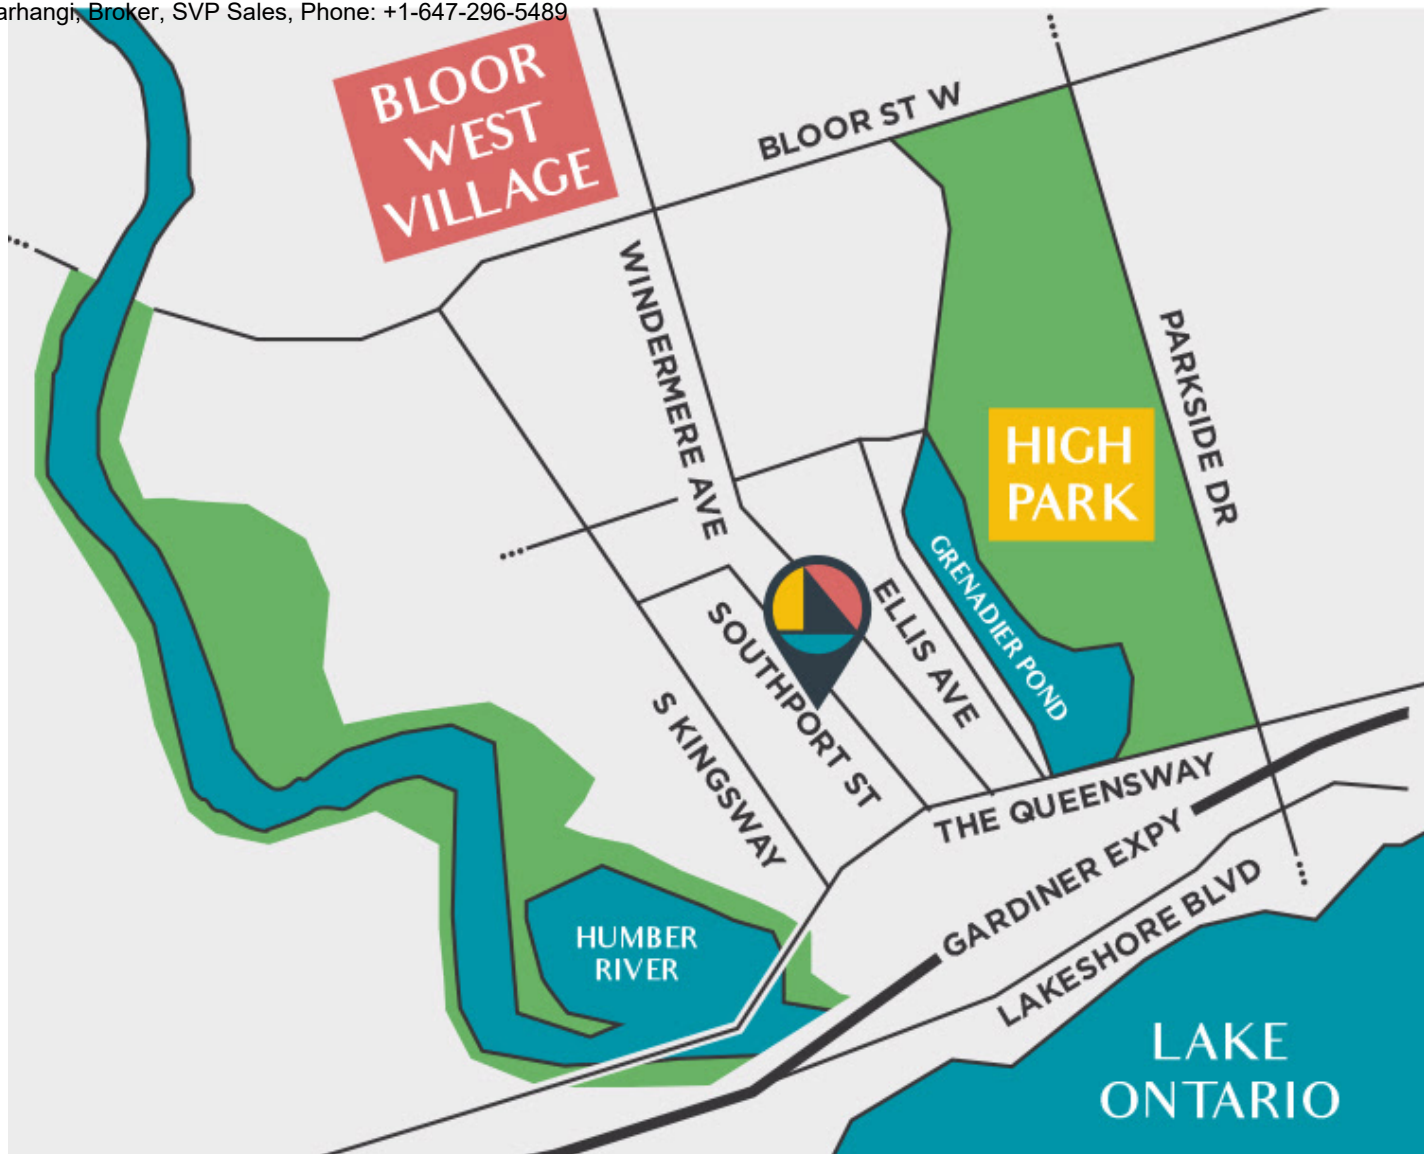 arhangi, Broker, SVP Sales, Phone: +1-647-296-5489
BLOOR
WEST
VILLAGE
BLOOR ST W
WINDERMERE AVE
PARKSIDE DR
HIGH
PARK
GRENADIER POND
ELLIS AVE
SOUTHPORT ST
S KINGSWAY
THE QUEENSWAY
GARDINER EXPY
LAKESHORE BLVD
HUMBER
RIVER
LAKE
ONTARIO